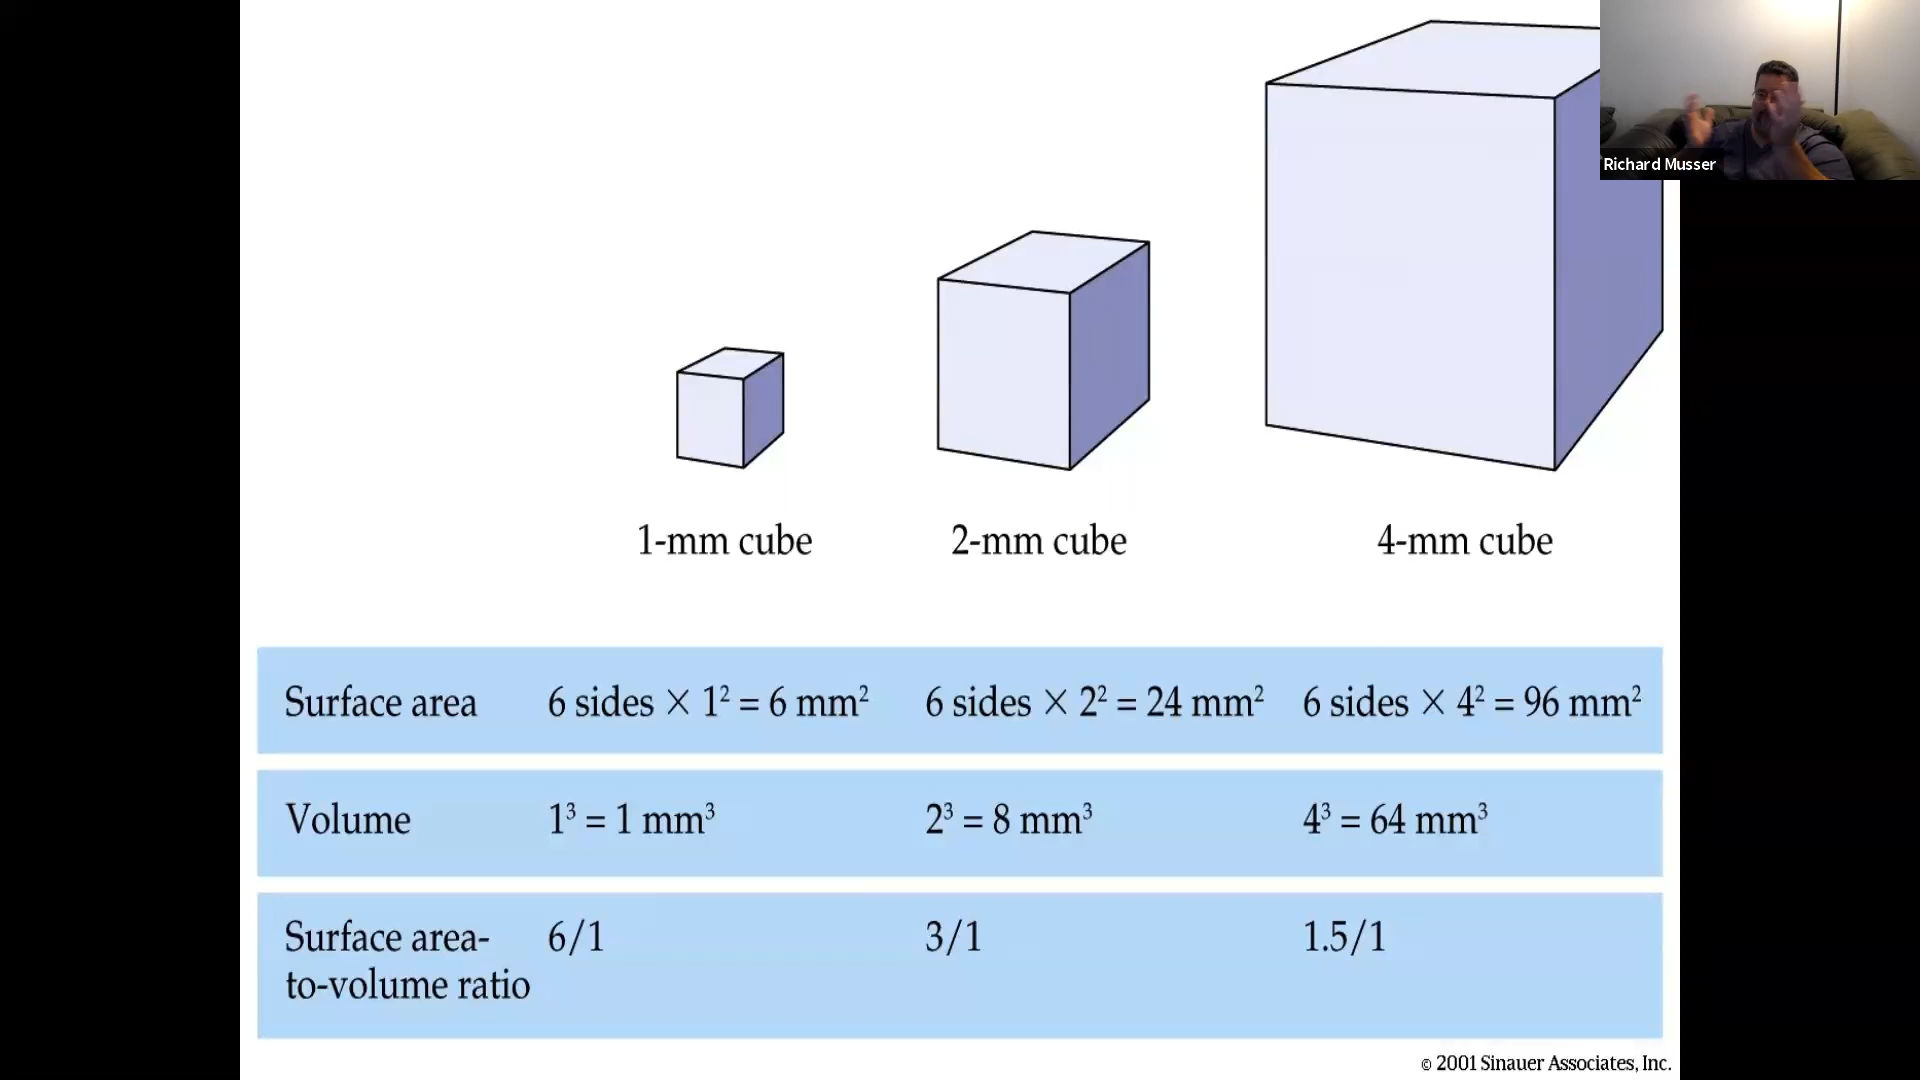 Richard Musser
1-mm cube 2-mm cube 4-mm cube
Surface area 6 sides × 1² = 6 mm² 6 sides × 2² = 24 mm² 6 sides × 4² = 96 mm²
Volume 1³ = 1 mm³ 2³ = 8 mm³ 4³ = 64 mm³
Surface area- 6/1 3/1 1.5/1
to-volume ratio
© 2001 Sinauer Associates, Inc.